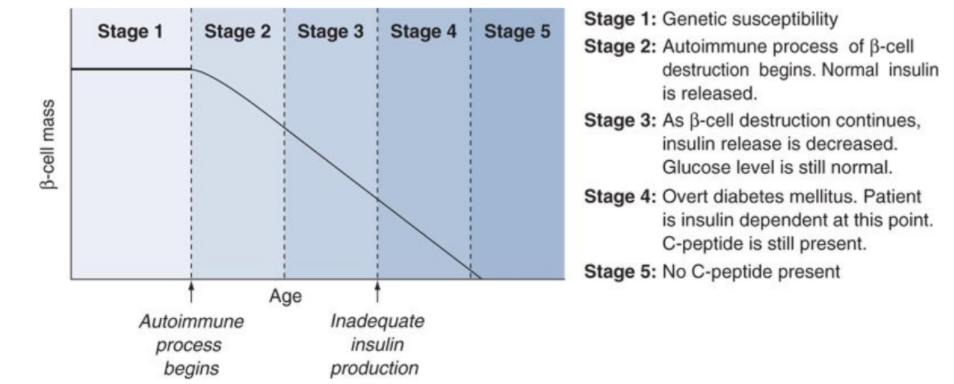 Stage 1
Stage 2
Stage 3
Stage 4
Stage 5
β-cell mass
Age
Autoimmune
process
begins
Inadequate
insulin
production
Stage 1: Genetic susceptibility
Stage 2: Autoimmune process of β-cell
destruction begins. Normal insulin
is released.
Stage 3: As β-cell destruction continues,
insulin release is decreased.
Glucose level is still normal.
Stage 4: Overt diabetes mellitus. Patient
is insulin dependent at this point.
C-peptide is still present.
Stage 5: No C-peptide present